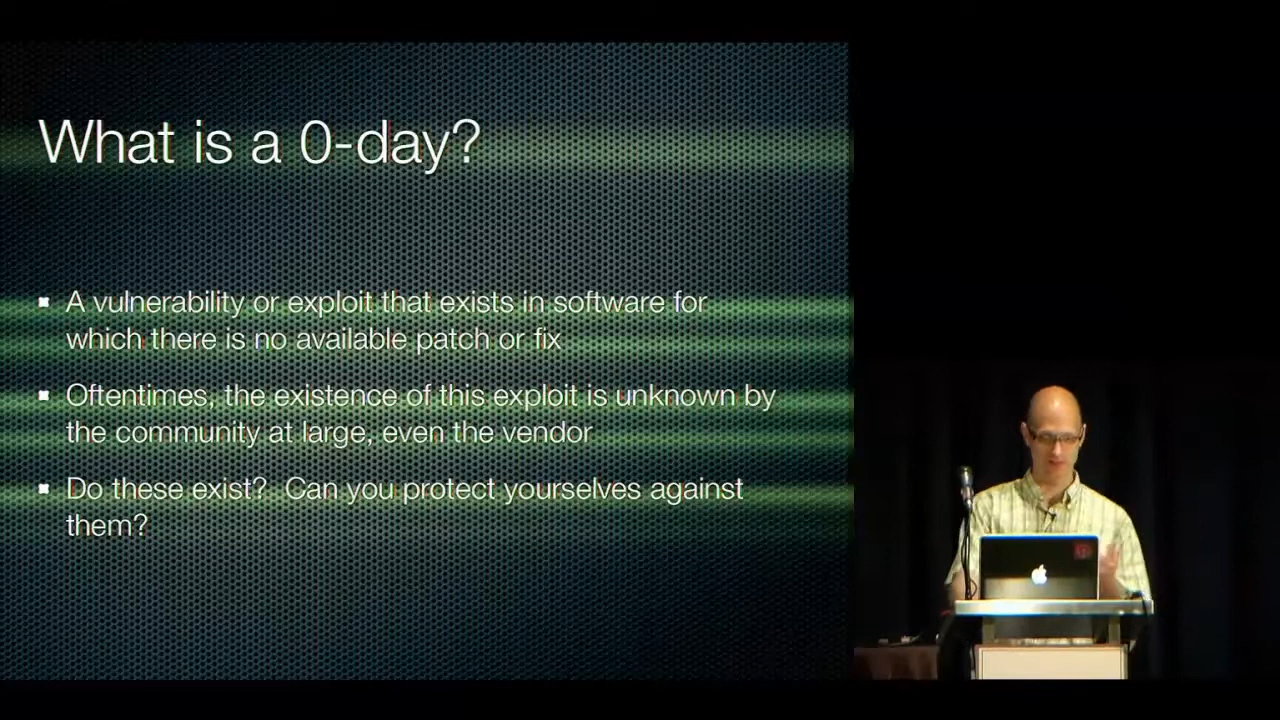 What is a 0-day?
A vulnerability or exploit that exists in software for
which there is no available patch or fix
Oftentimes, the existence of this exploit is unknown by
the community at large, even the vendor
Do these exist?  Can you protect yourselves against
them?